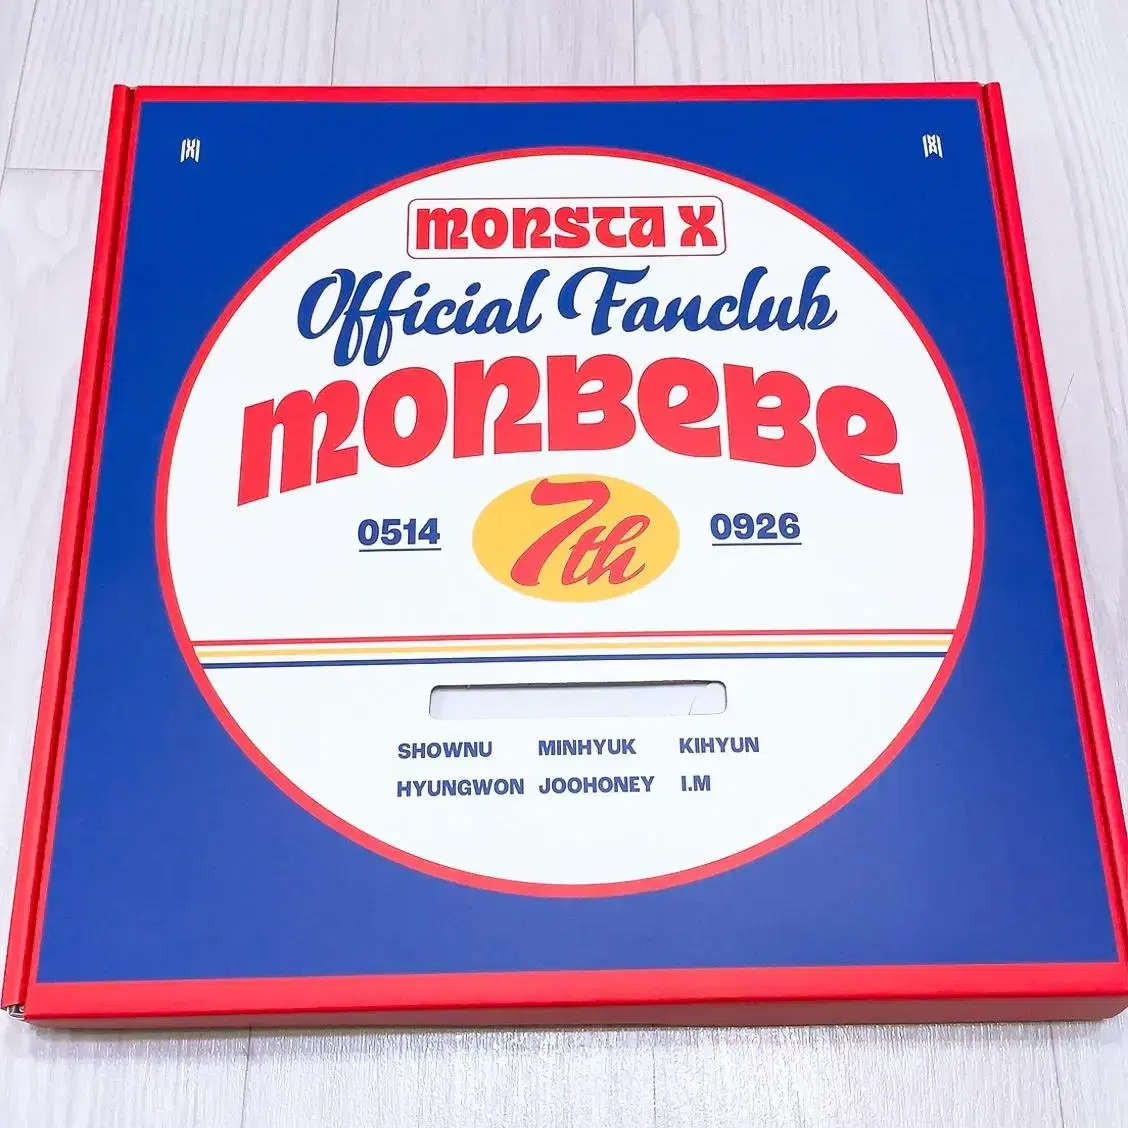 MONSTA X
Official Fanclub
MONBEBE
0514 7th 0926
SHOWNU MINHYUK KIHYUN
HYUNGWON JOOHONEY I.M